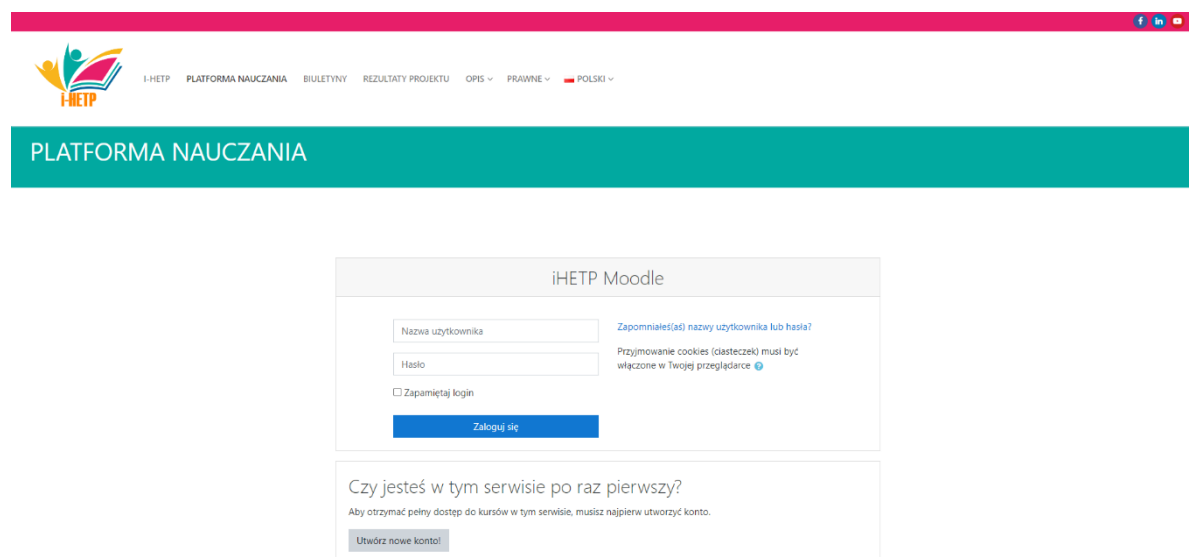 i-HETP
I-HETP PLATFORMA NAUCZANIA BIULETYNY REZULTATY PROJEKTU OPIS PRAWNE POLSKI
PLATFORMA NAUCZANIA
iHETP Moodle
Nazwa użytkownika
Hasło
Zapamiętaj login
Zaloguj się
Zapomniałeś(aś) nazwy użytkownika lub hasła?
Przyjmowanie cookies (ciasteczek) musi być
włączone w Twojej przeglądarce
Czy jesteś w tym serwisie po raz pierwszy?
Aby otrzymać pełny dostęp do kursów w tym serwisie, musisz najpierw utworzyć konto.
Utwórz nowe konto!